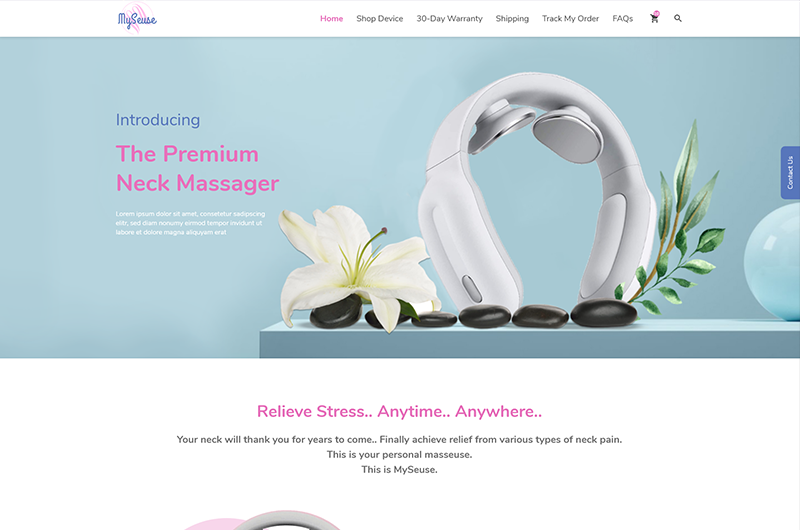 MySeuse
Home Shop Device 30-Day Warranty Shipping Track My Order FAQs
Introducing
The Premium
Neck Massager
Lorem ipsum dolor sit amet, consetetur sadipscing
elitr, sed diam nonumy eirmod tempor invidunt ut
labore et dolore magna aliquyam erat
Contact Us
Relieve Stress.. Anytime.. Anywhere..
Your neck will thank you for years to come.. Finally achieve relief from various types of neck pain.
This is your personal masseuse.
This is MySeuse.